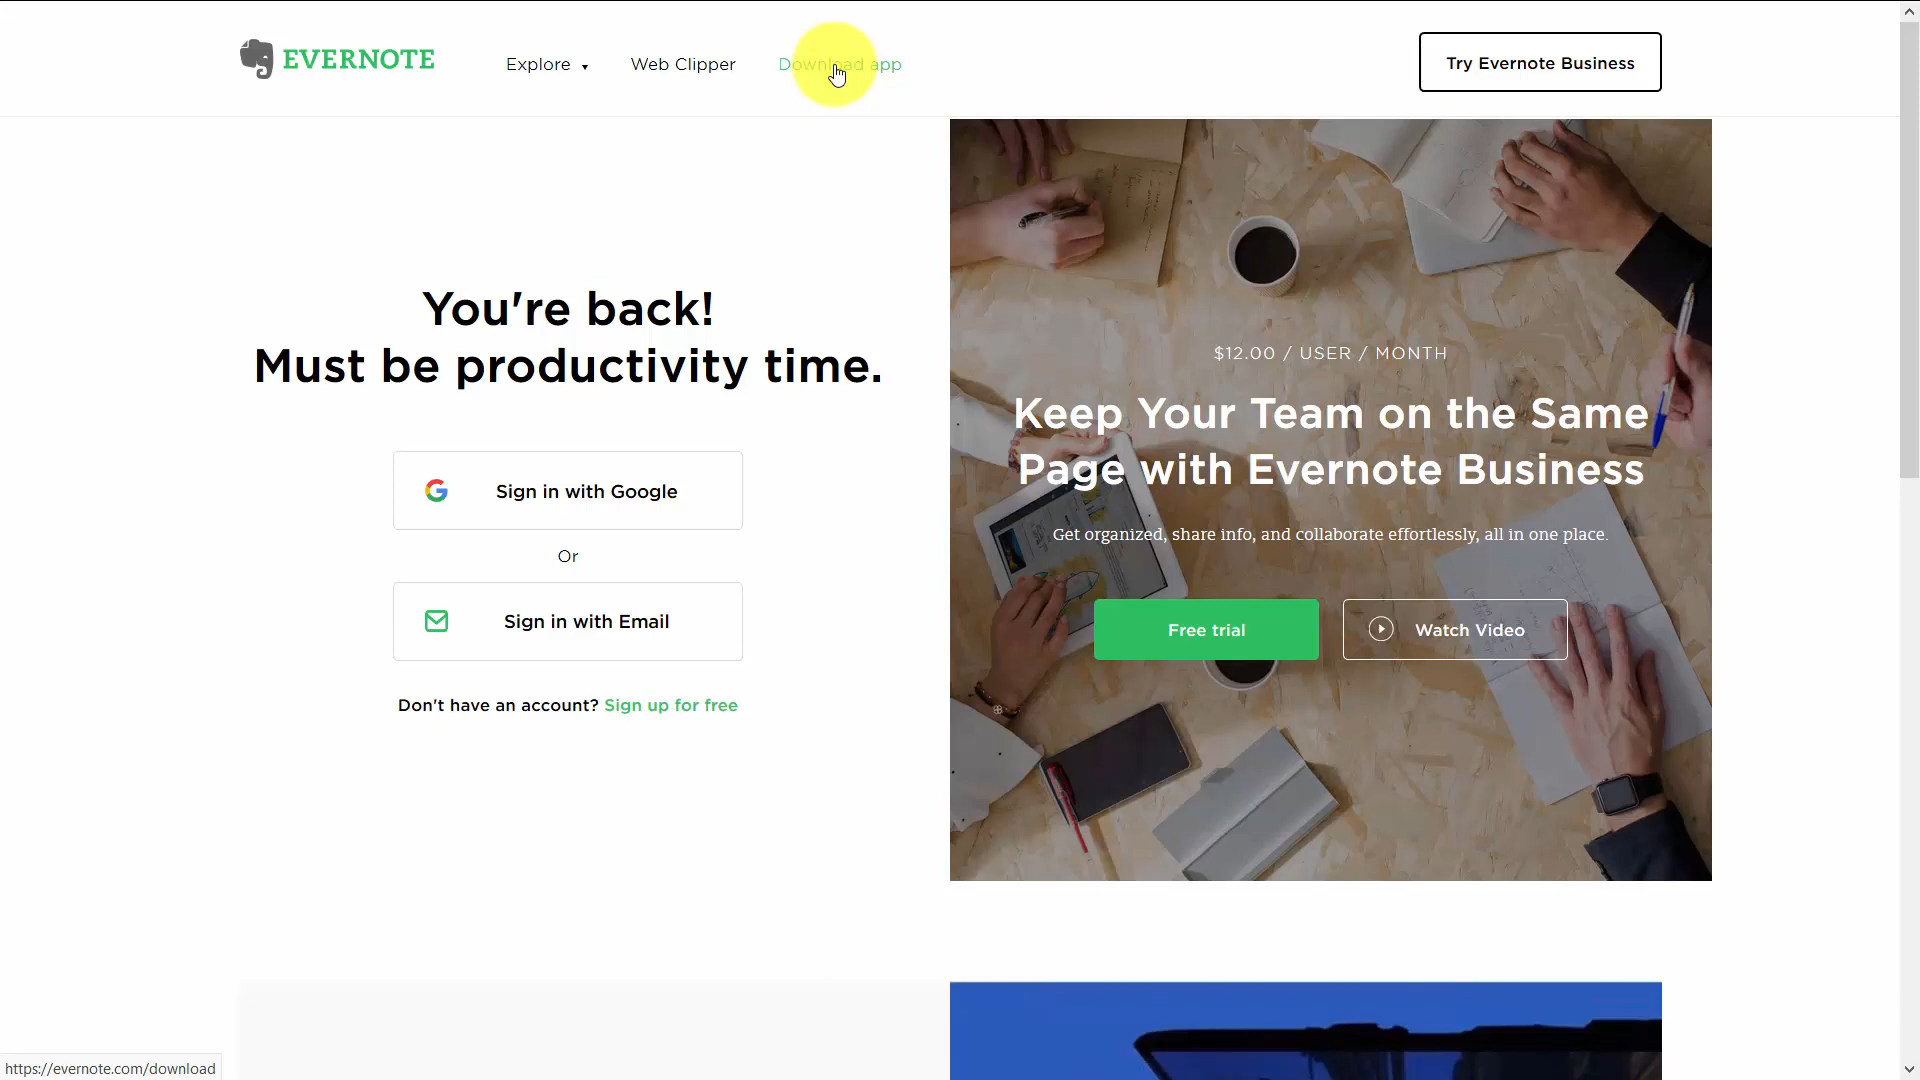 EVERNOTE
Explore
Web Clipper
Download app
Try Evernote Business
You're back!
Must be productivity time.
Sign in with Google
Or
Sign in with Email
Don't have an account? Sign up for free
$12.00 / USER / MONTH
Keep Your Team on the Same
Page with Evernote Business
Get organized, share info, and collaborate effortlessly, all in one place.
Free trial
Watch Video
https://evernote.com/download